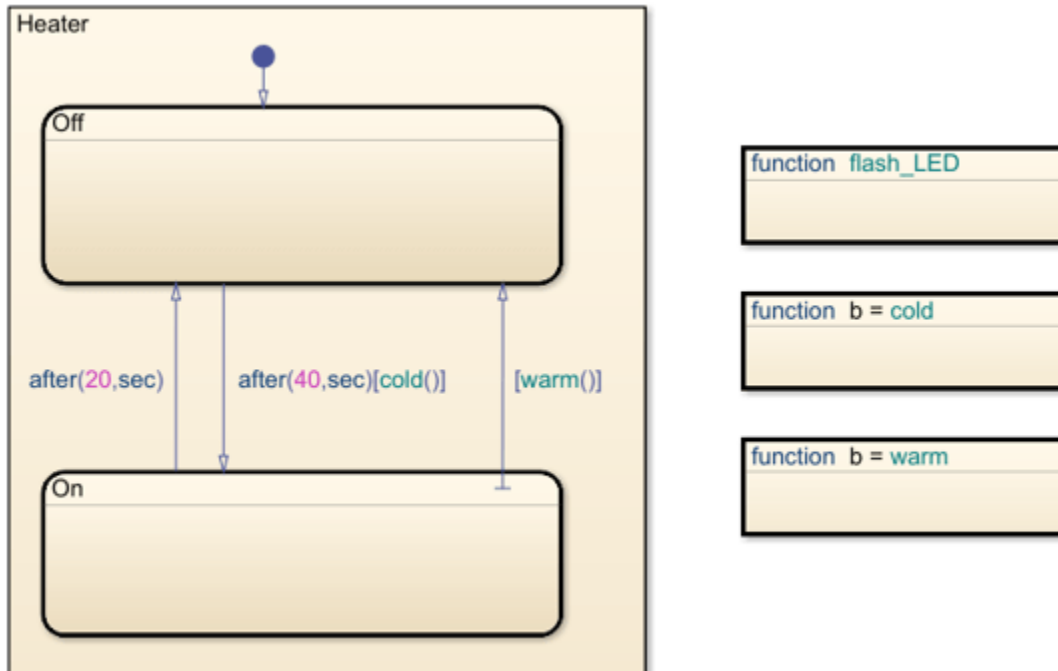 Heater
Off
after(20,sec)
after(40,sec)[cold()]
[warm()]
On
function flash_LED
function b = cold
function b = warm